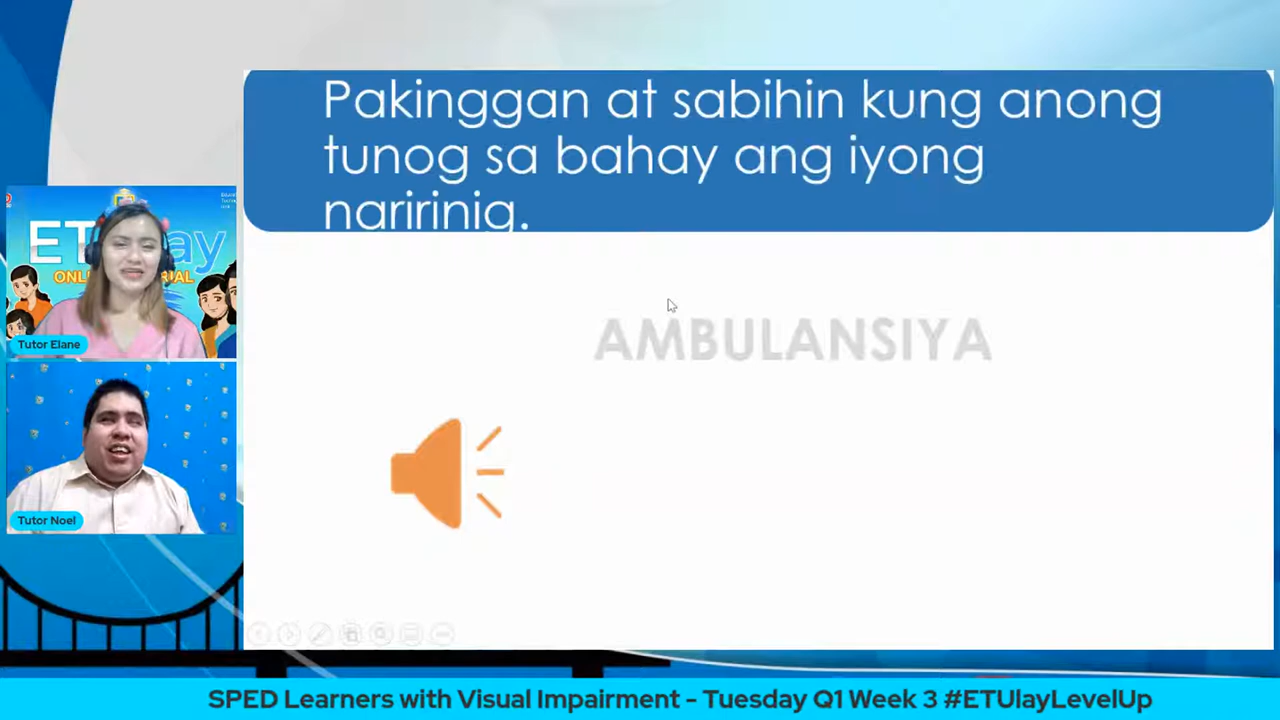 Pakinggan at sabihin kung anong
tunog sa bahay ang iyong
naririnig.
AMBULANSIYA
Tutor Elane
Tutor Noel
SPED Learners with Visual Impairment - Tuesday Q1 Week 3 #ETUlayLevelUp